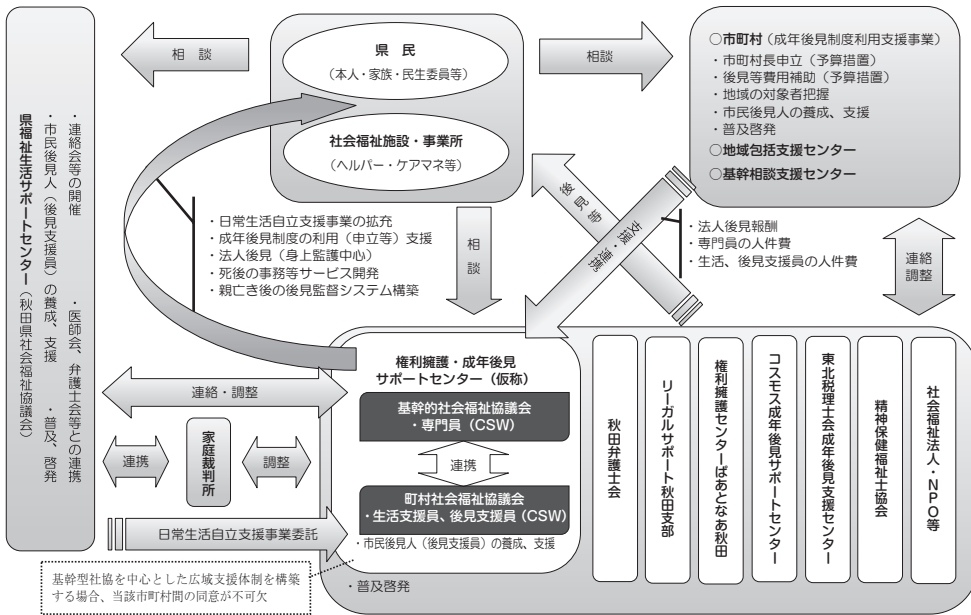 県福祉生活サポートセンター（秋田県社会福祉協議会）
・市民後見人（後見支援員）の養成、支援　・普及、啓発
・連絡会等の開催　・医師会、弁護士会等との連携
相 談
県 民
（本人・家族・民生委員等）
社会福祉施設・事業所
（ヘルパー・ケアマネ等）
相談
○市町村（成年後見制度利用支援事業）
・市町村長申立（予算措置）
・後見等費用補助（予算措置）
・地域の対象者把握
・市民後見人の養成、支援
・普及啓発
○地域包括支援センター
○基幹相談支援センター
・日常生活自立支援事業の拡充
・成年後見制度の利用（申立等）支援
・法人後見（身上監護中心）
・死後の事務等サービス開発
・親亡き後の後見監督システム構築
相談
後見等
支援・連携
・法人後見報酬
・専門員の人件費
・生活、後見支援員の人件費
連絡
調整
権利擁護・成年後見
サポートセンター（仮称）
基幹的社会福祉協議会
・専門員（CSW）
連携
町村社会福祉協議会
・生活支援員、後見支援員（CSW）
・市民後見人（後見支援員）の養成、支援
・普及啓発
連絡・調整
連携
家庭裁判所
調整
日常生活自立支援事業委託
基幹型社協を中心とした広域支援体制を構築
する場合、当該市町村間の同意が不可欠
秋田弁護士会
リーガルサポート秋田支部
権利擁護センターぱあとなあ秋田
コスモス成年後見サポートセンター
東北税理士会成年後見支援センター
精神保健福祉士協会
社会福祉法人・NPO等